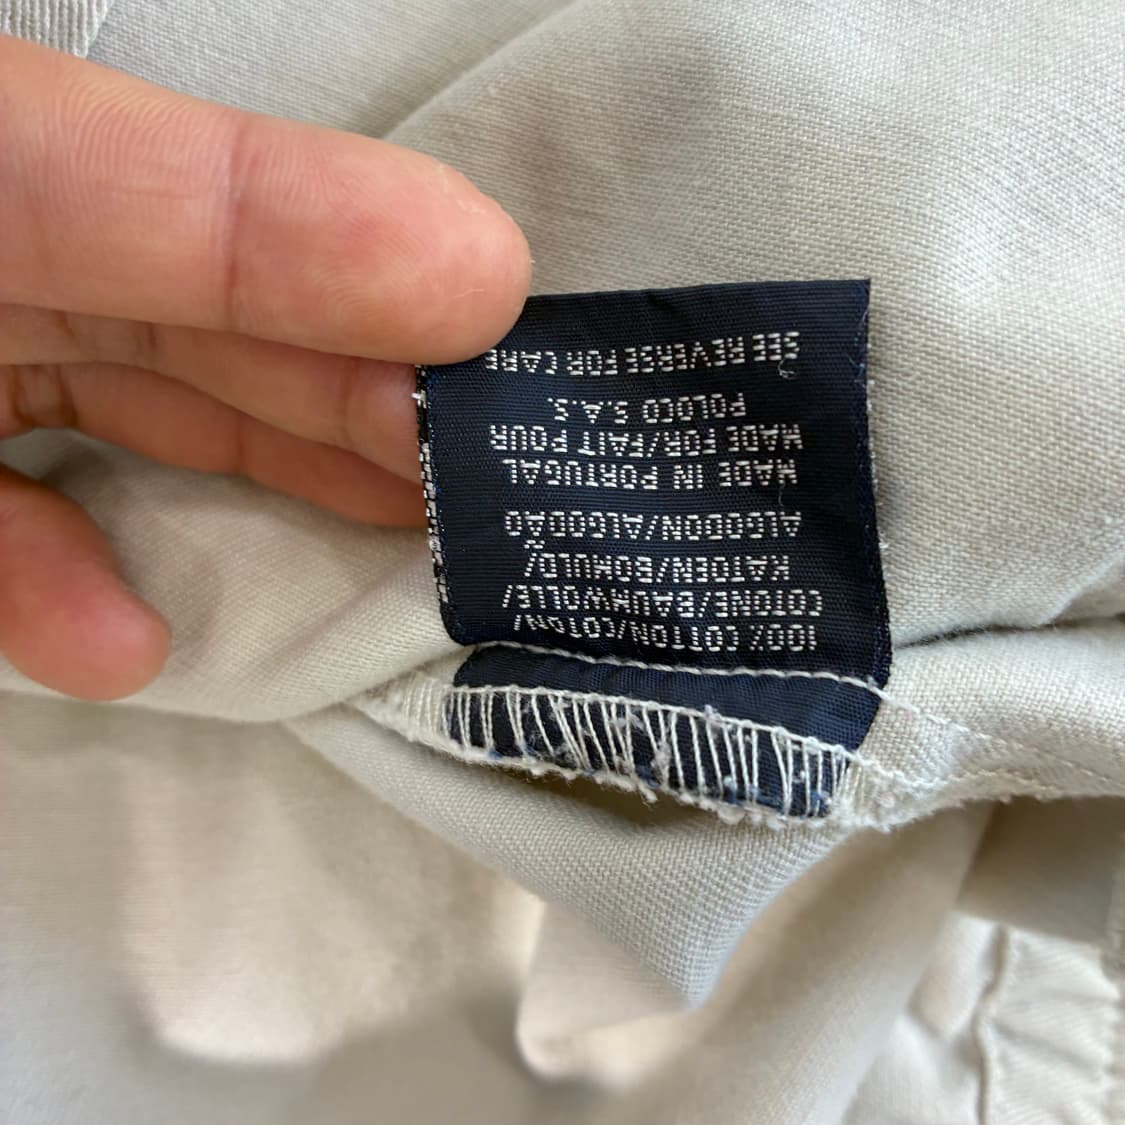 100% COTTON/COTON/
COTONE/BAUMWOLLE/
KATOEN/BOMULD/
ALGODON/ALGODÃO
MADE IN PORTUGAL
MADE FOR/FAIT POUR
POLOCO S.A.S.
SEE REVERSE FOR CARE